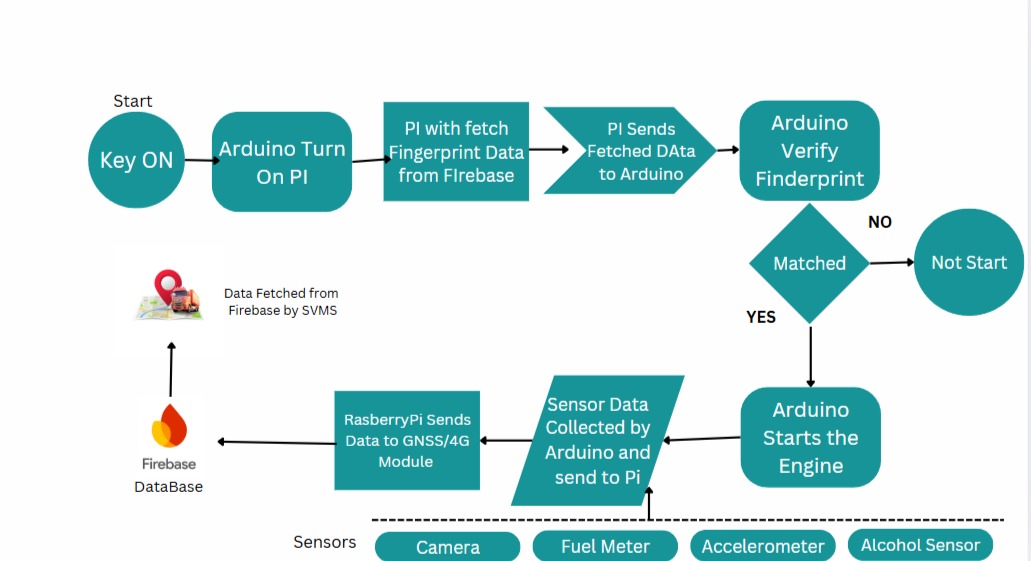 Start
Key ON
Arduino Turn
On PI
PI with fetch
Fingerprint Data
from FIrebase
PI Sends
Fetched DAta
to Arduino
Arduino
Verify
Finderprint
Matched
NO
Not Start
YES
Data Fetched from
Firebase by SVMS
Arduino
Starts the
Engine
Sensor Data
Collected by
Arduino and
send to Pi
RasberryPi Sends
Data to GNSS/4G
Module
Firebase
DataBase
Sensors
Camera
Fuel Meter
Accelerometer
Alcohol Sensor